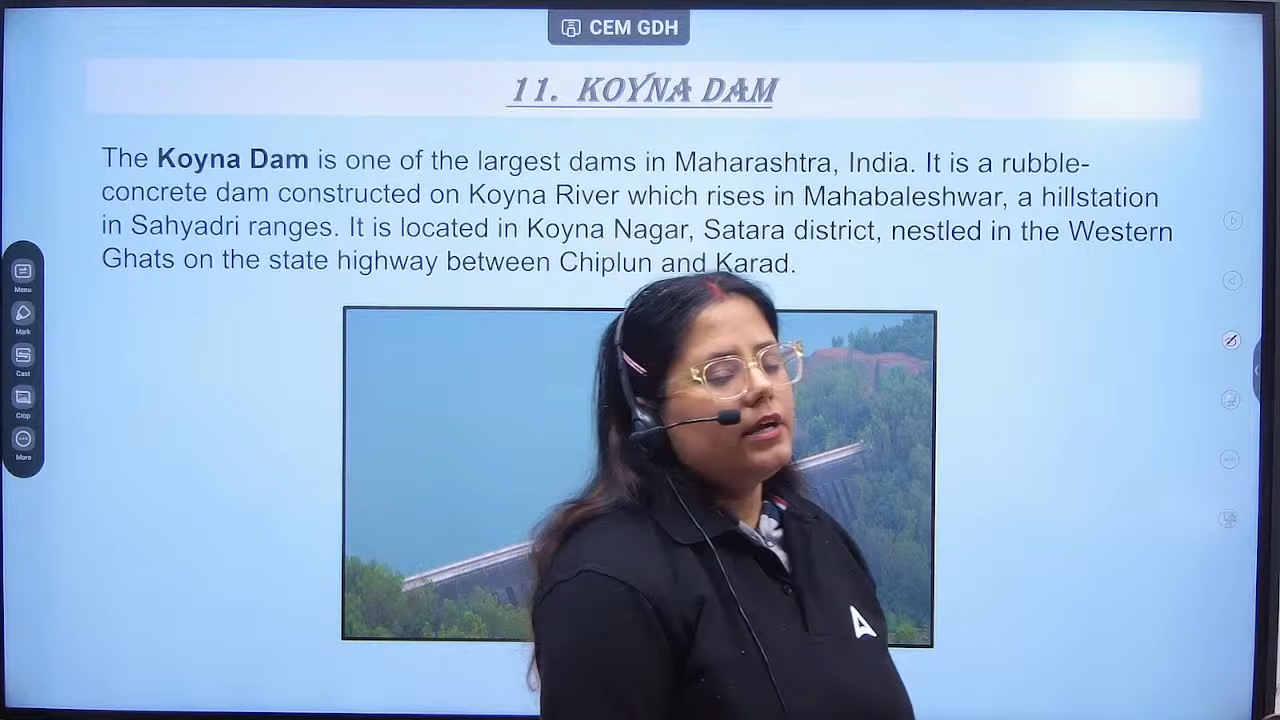 CEM GDH
11. KOYNA DAM
The Koyna Dam is one of the largest dams in Maharashtra, India. It is a rubble-
concrete dam constructed on Koyna River which rises in Mahabaleshwar, a hillstation
in Sahyadri ranges. It is located in Koyna Nagar, Satara district, nestled in the Western
Ghats on the state highway between Chiplun and Karad.
Menu
Mark
Cast
Crop
More